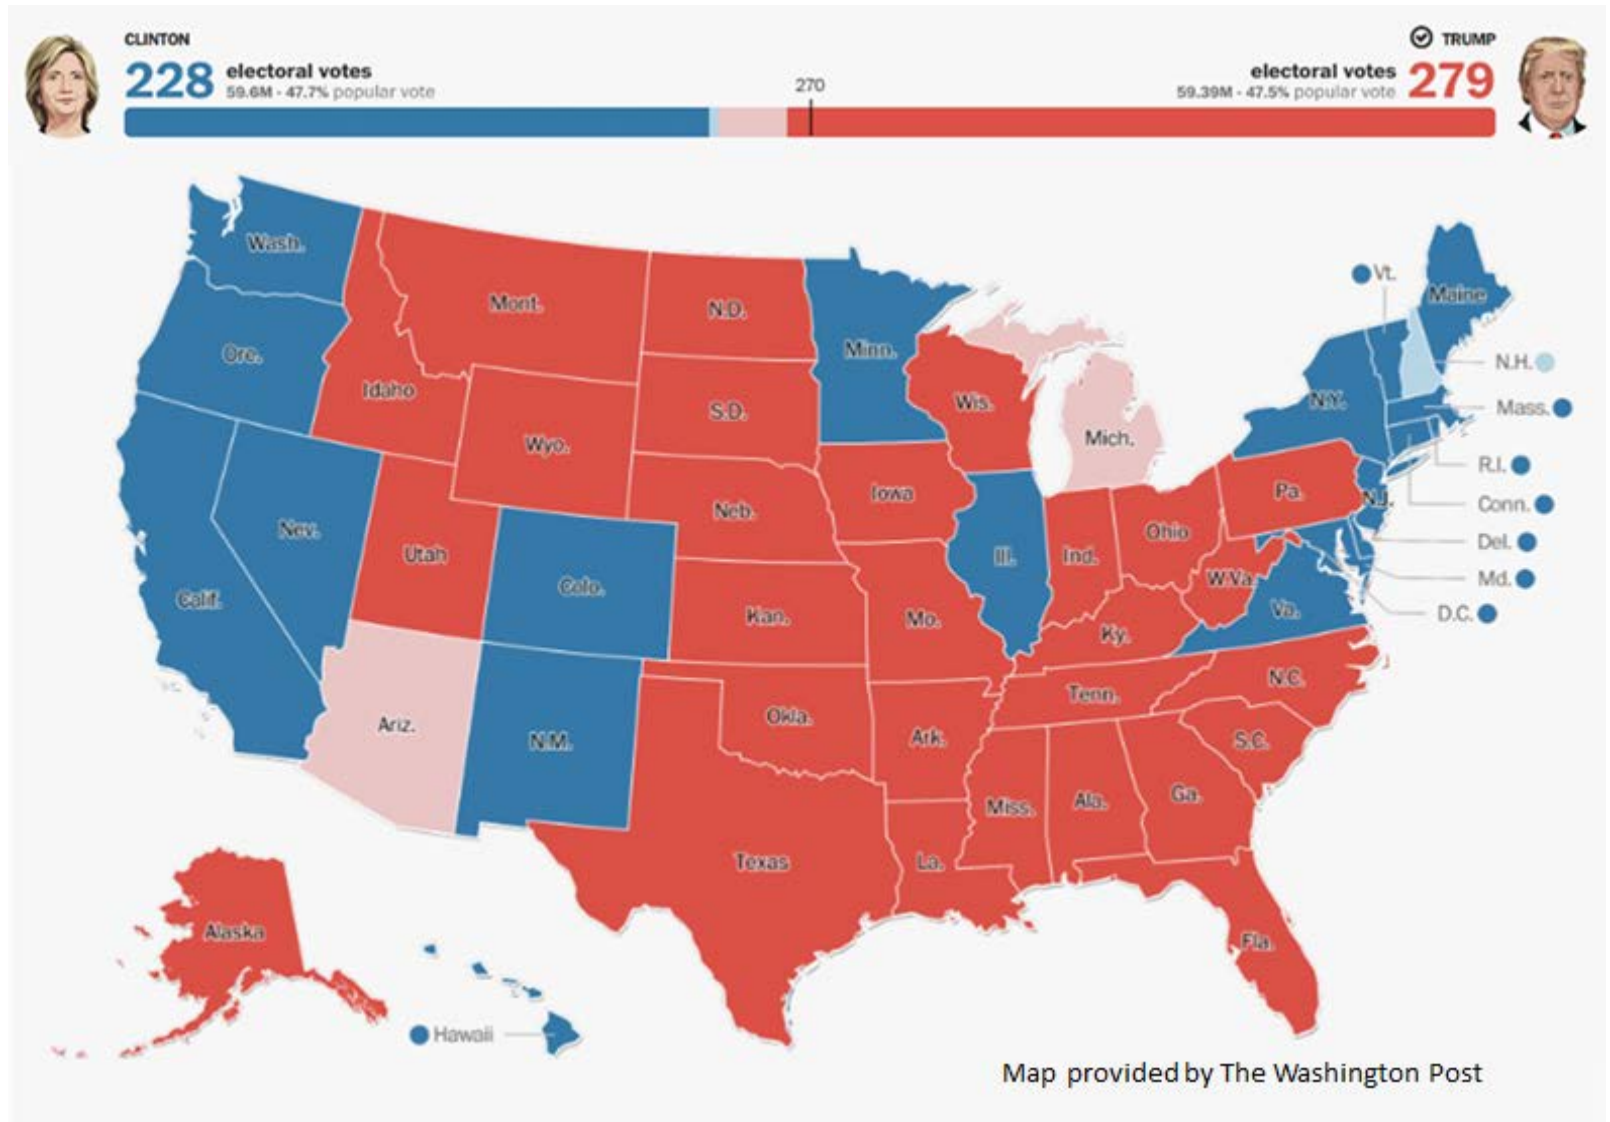 CLINTON
TRUMP
228 electoral votes
59.6M - 47.7% popular vote
270
electoral votes 279
59.39M - 47.5% popular vote
Wash.
Ore.
Calif.
Nev.
Idaho
Mont.
Wyo.
Utah
Colo.
Ariz.
N.M.
N.D.
S.D.
Neb.
Kan.
Okla.
Texas
Minn.
Iowa
Mo.
Ark.
La.
Wis.
Ill.
Mich.
Ind.
Ohio
Ky.
Tenn.
Miss.
Ala.
Ga.
Fla.
S.C.
N.C.
Va.
W.Va.
Pa.
N.Y.
N.J.
Vt.
Maine
N.H.
Mass.
R.I.
Conn.
Del.
Md.
D.C.
Alaska
Hawaii
Map provided by The Washington Post